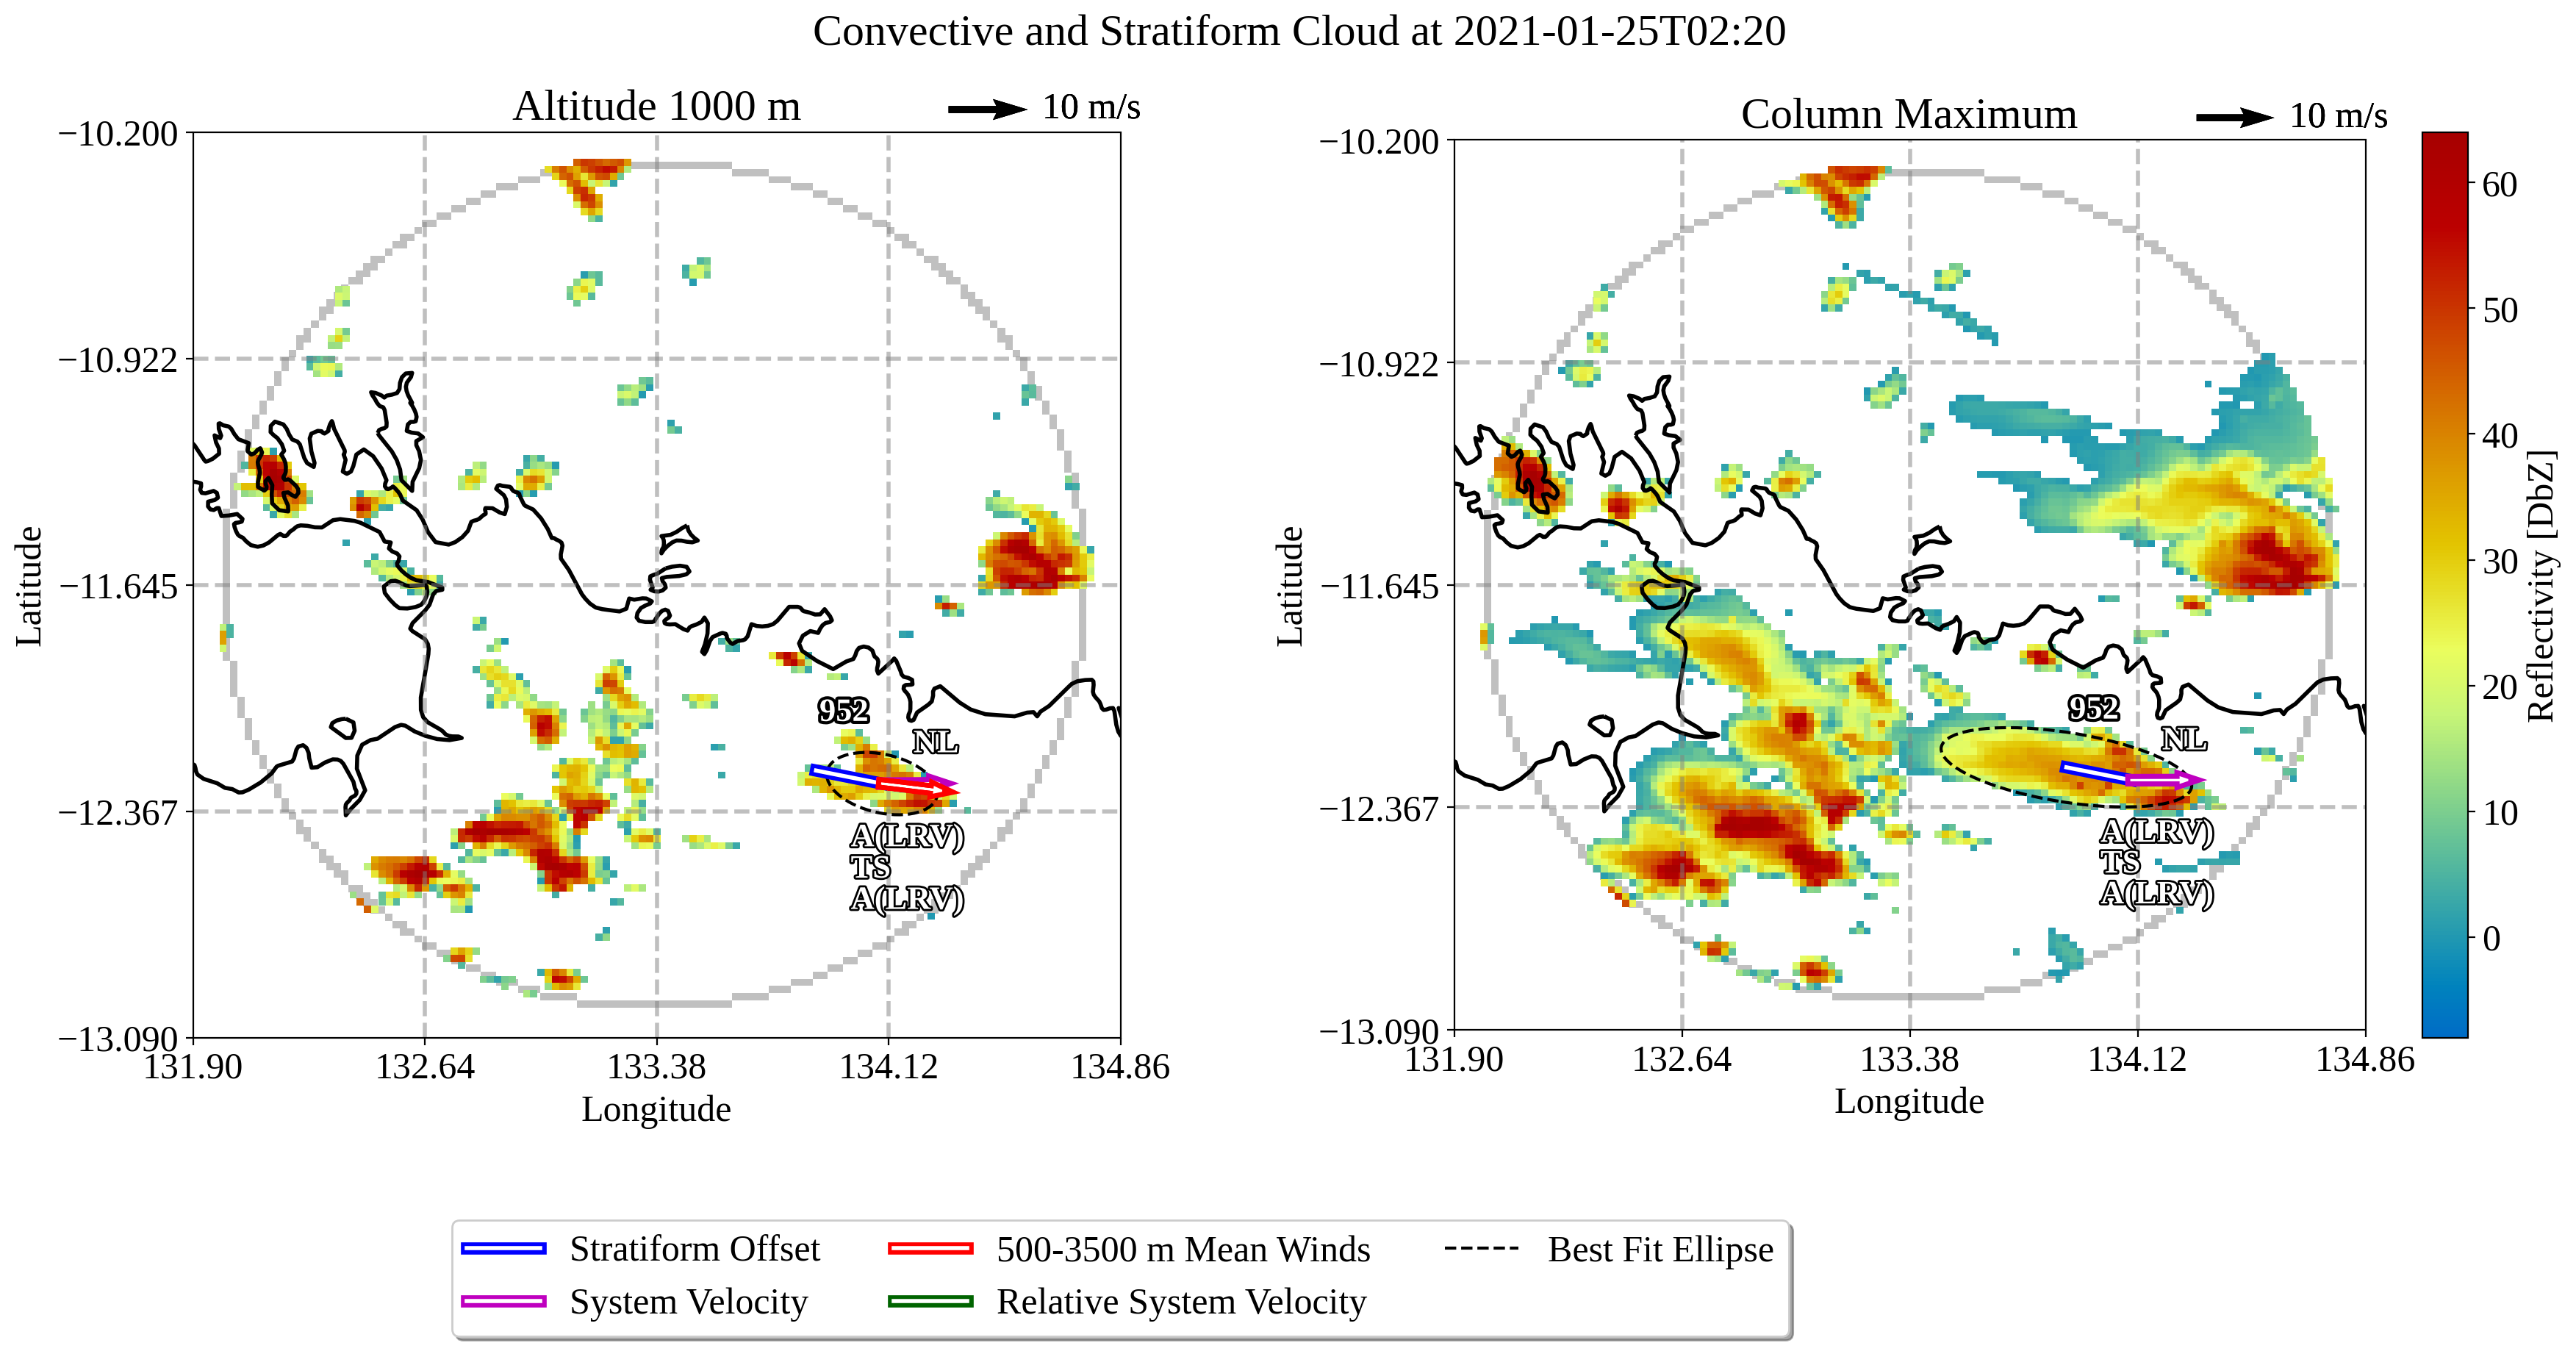 Convective and Stratiform Cloud at 2021-01-25T02:20
Altitude 1000 m
10 m/s
Column Maximum
10 m/s
−10.200
−10.922
−11.645
−12.367
−13.090
Latitude
131.90
132.64
133.38
134.12
134.86
Longitude
952
NL
A(LRV)
TS
A(LRV)
−10.200
−10.922
−11.645
−12.367
−13.090
Latitude
131.90
132.64
133.38
134.12
134.86
Longitude
952
NL
A(LRV)
TS
A(LRV)
60
50
40
30
20
10
0
Reflectivity [DbZ]
Stratiform Offset
500-3500 m Mean Winds
Best Fit Ellipse
System Velocity
Relative System Velocity